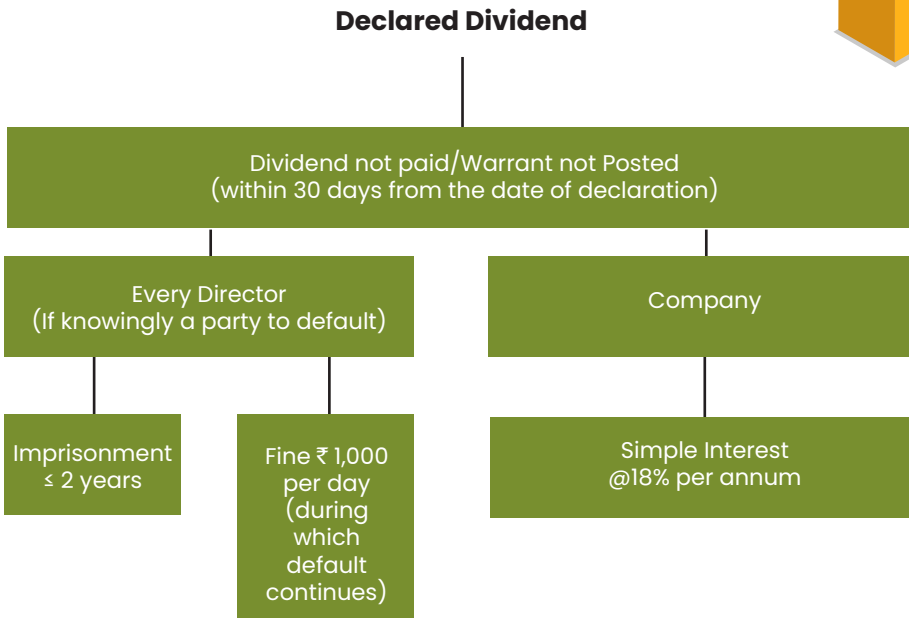 Declared Dividend
Dividend not paid/Warrant not Posted
(within 30 days from the date of declaration)
Every Director
(If knowingly a party to default)
Company
Imprisonment
≤ 2 years
Fine ₹ 1,000
per day
(during
which
default
continues)
Simple Interest
@18% per annum